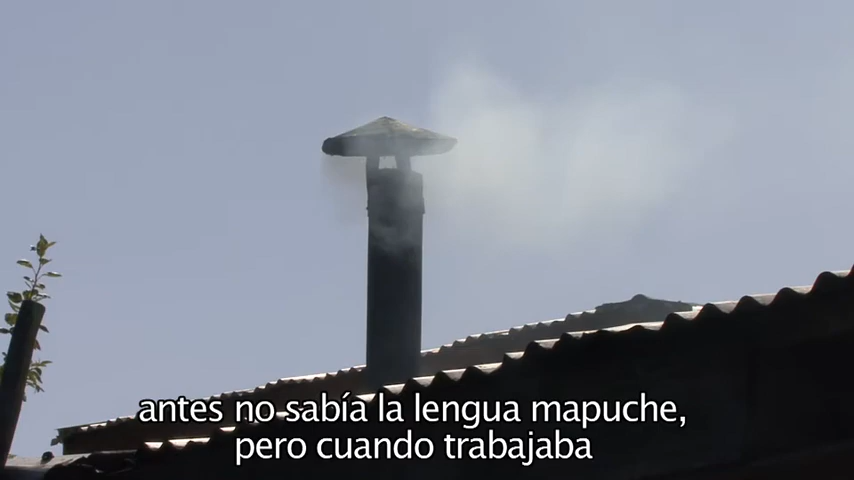 antes no sabía la lengua mapuche,
pero cuando trabajaba